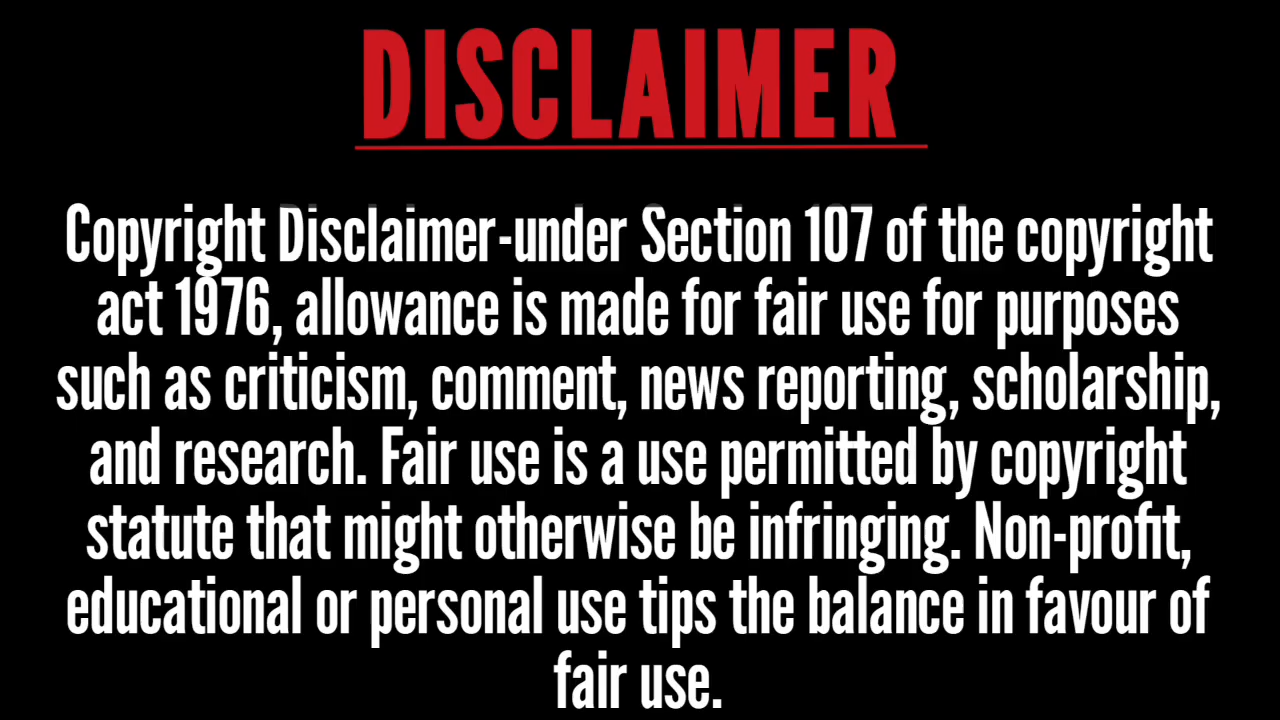 DISCLAIMER
Copyright Disclaimer-under Section 107 of the copyright
act 1976, allowance is made for fair use for purposes
such as criticism, comment, news reporting, scholarship,
and research. Fair use is a use permitted by copyright
statute that might otherwise be infringing. Non-profit,
educational or personal use tips the balance in favour of
fair use.